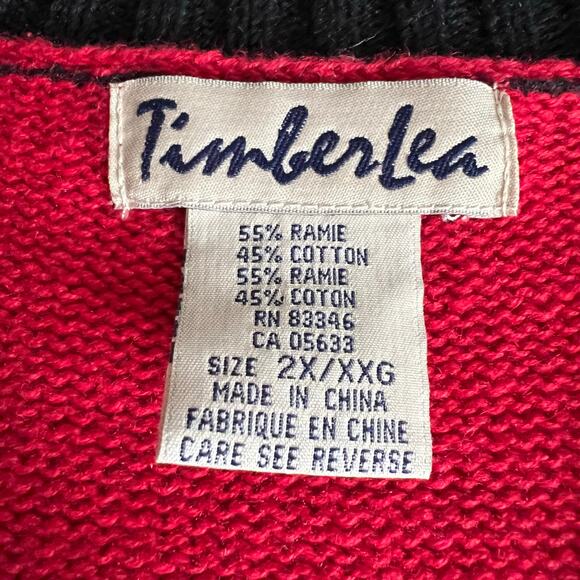 TimberLea
55% RAMIE
45% COTTON
55% RAMIE
45% COTON
RN 83346
CA 05633
SIZE 2X/XXG
MADE IN CHINA
FABRIQUE EN CHINE
CARE SEE REVERSE